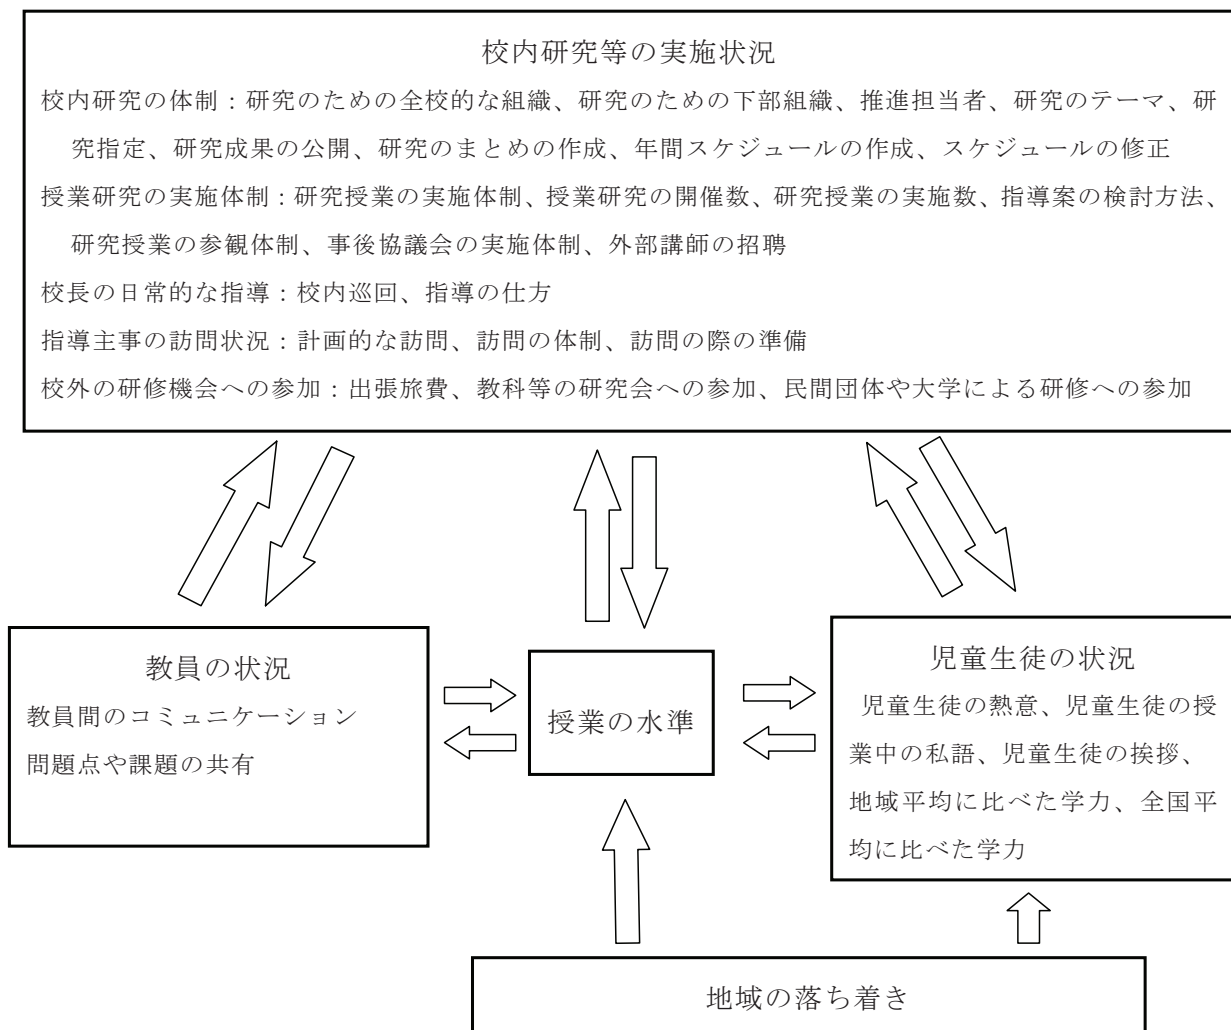 校内研究等の実施状況
校内研究の体制：研究のための全校的な組織、研究のための下部組織、推進担当者、研究のテーマ、研
究指定、研究成果の公開、研究のまとめの作成、年間スケジュールの作成、スケジュールの修正
授業研究の実施体制：研究授業の実施体制、授業研究の開催数、研究授業の実施数、指導案の検討方法、
研究授業の参観体制、事後協議会の実施体制、外部講師の招聘
校長の日常的な指導：校内巡回、指導の仕方
指導主事の訪問状況：計画的な訪問、訪問の体制、訪問の際の準備
校外の研修機会への参加：出張旅費、教科等の研究会への参加、民間団体や大学による研修への参加
教員の状況
教員間のコミュニケーション
問題点や課題の共有
授業の水準
児童生徒の状況
児童生徒の熱意、児童生徒の授
業中の私語、児童生徒の挨拶、
地域平均に比べた学力、全国平
均に比べた学力
地域の落ち着き